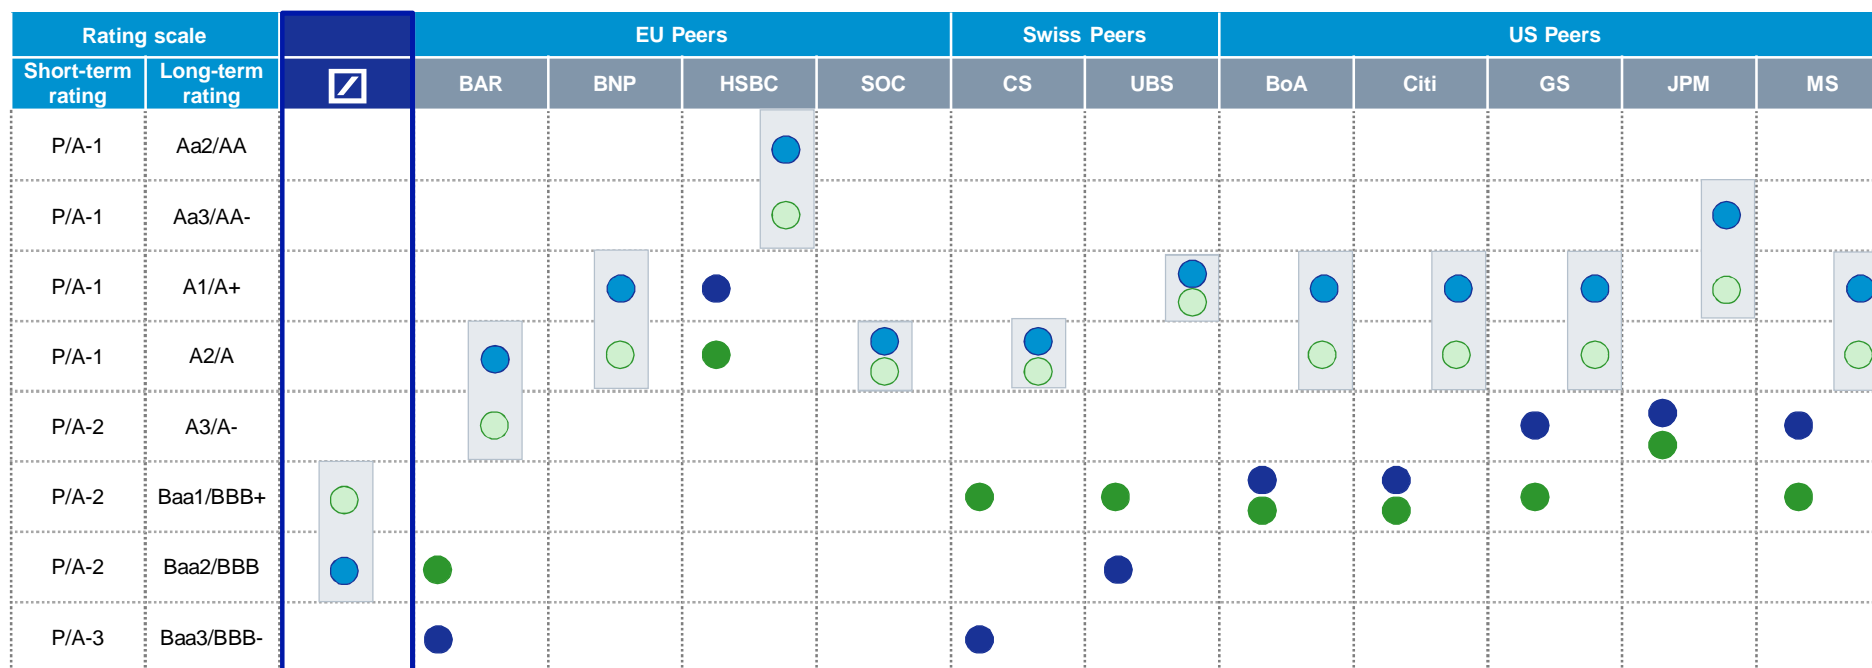 Rating scale EU Peers Swiss Peers US Peers
Short-term rating Long-term rating BAR BNP HSBC SOC CS UBS BoA Citi GS JPM MS
P/A-1 Aa2/AA
P/A-1 Aa3/AA-
P/A-1 A1/A+
P/A-1 A2/A
P/A-2 A3/A-
P/A-2 Baa1/BBB+
P/A-2 Baa2/BBB
P/A-3 Baa3/BBB-